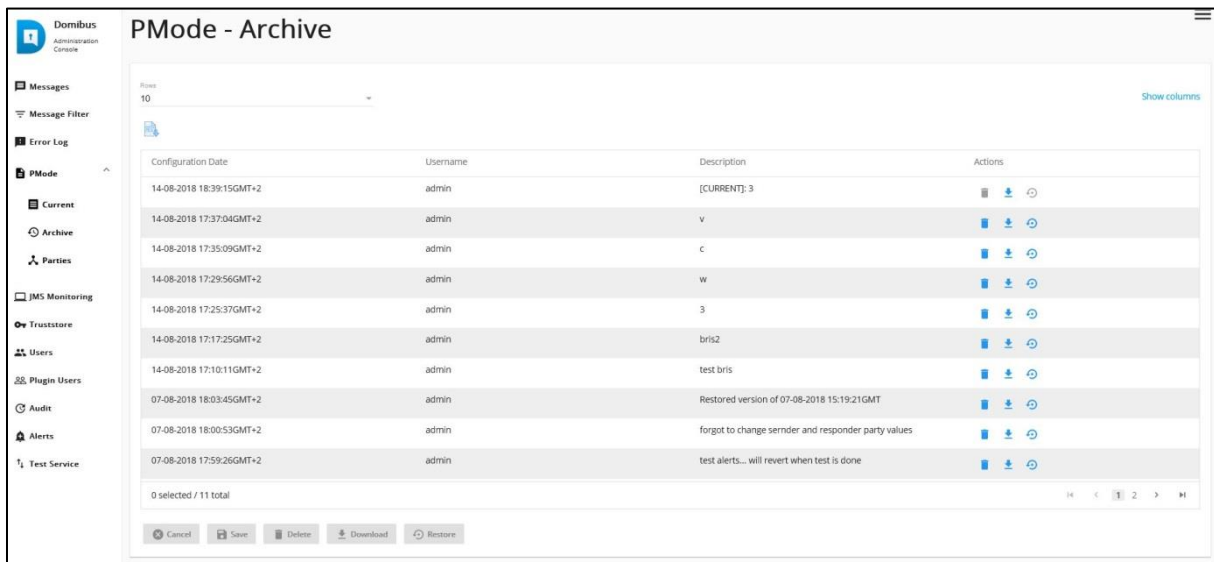 Domibus
Administration
Console
PMode - Archive
Messages
Message Filter
Error Log
PMode
Current
Archive
Parties
JMS Monitoring
Truststore
Users
Plugin Users
Audit
Alerts
Test Service
Rows
10
Show columns
Configuration Date Username Description Actions
14-08-2018 18:39:15GMT+2 admin [CURRENT]: 3
14-08-2018 17:37:04GMT+2 admin v
14-08-2018 17:35:09GMT+2 admin c
14-08-2018 17:29:56GMT+2 admin w
14-08-2018 17:25:37GMT+2 admin 3
14-08-2018 17:17:25GMT+2 admin bris2
14-08-2018 17:10:11GMT+2 admin test bris
07-08-2018 18:03:45GMT+2 admin Restored version of 07-08-2018 15:19:21GMT
07-08-2018 18:00:53GMT+2 admin forgot to change sernder and responder party values
07-08-2018 17:59:26GMT+2 admin test alerts... will revert when test is done
0 selected / 11 total 1 2
Cancel Save Delete Download Restore